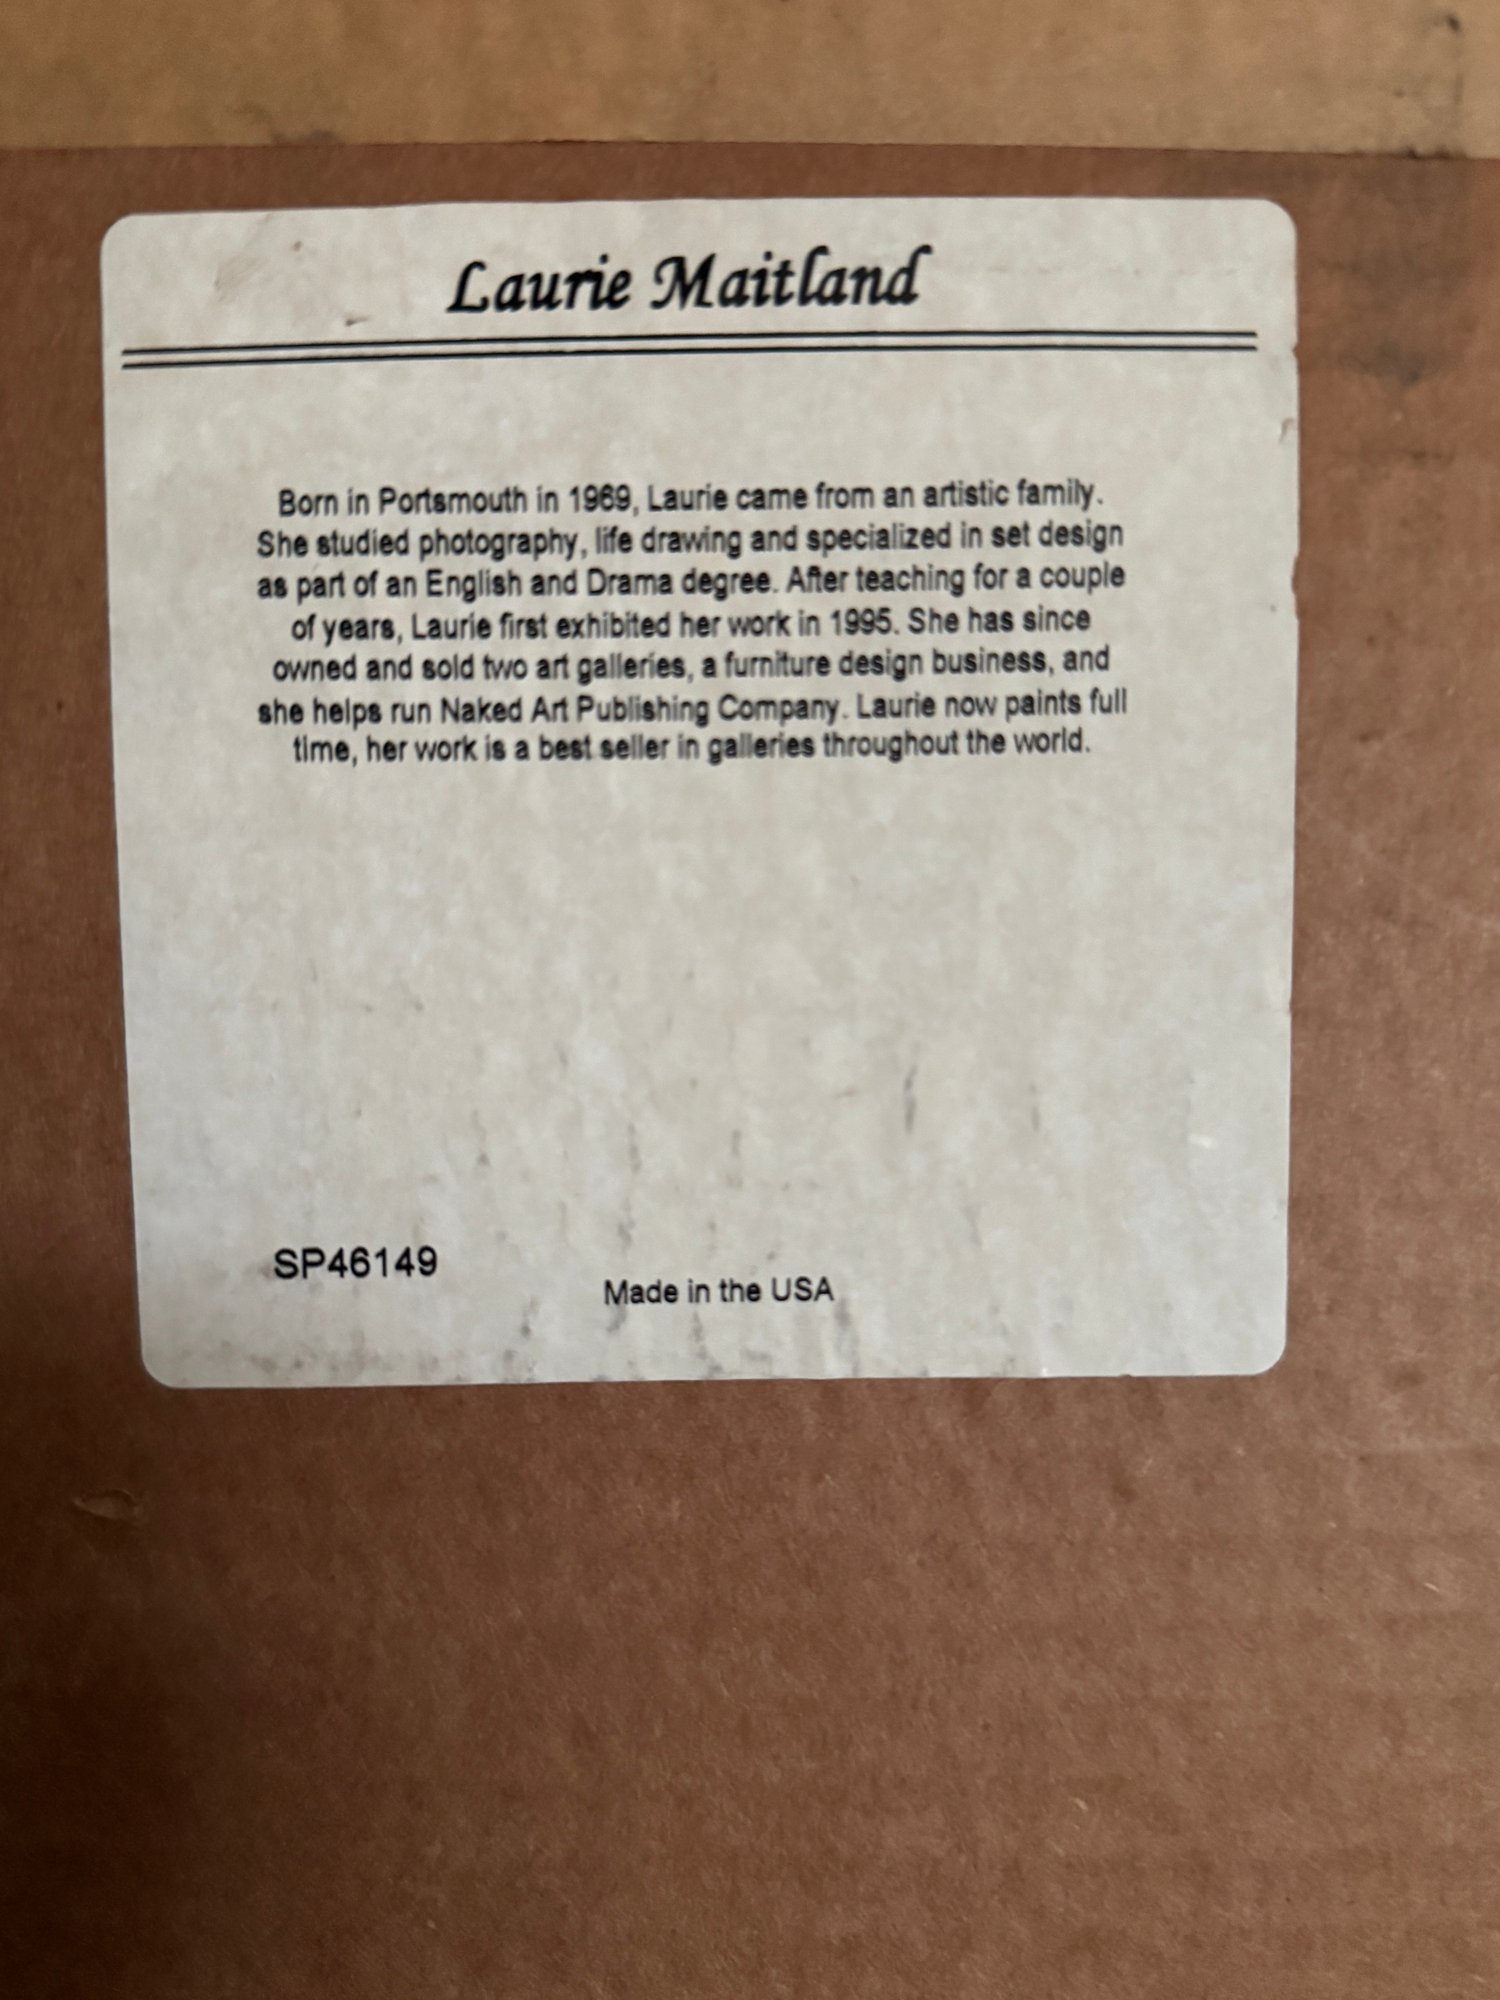 Laurie Maitland
Born in Portsmouth in 1969, Laurie came from an artistic family.
She studied photography, life drawing and specialized in set design
as part of an English and Drama degree. After teaching for a couple
of years, Laurie first exhibited her work in 1995. She has since
owned and sold two art galleries, a furniture design business, and
she helps run Naked Art Publishing Company. Laurie now paints full
time, her work is a best seller in galleries throughout the world.
SP46149
Made in the USA